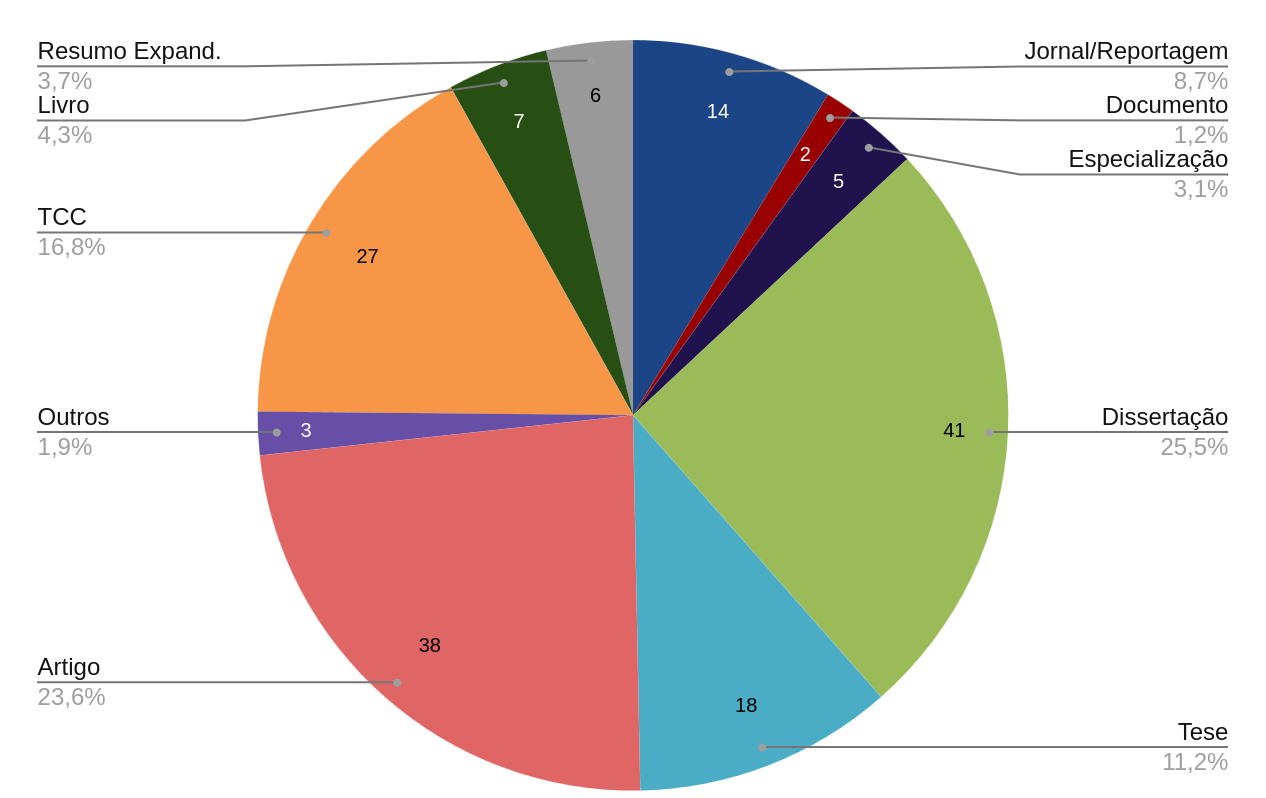 Resumo Expand.
3,7%
Livro
4,3%
TCC
16,8%
Outros
1,9%
Artigo
23,6%
Jornal/Reportagem
8,7%
Documento
1,2%
Especialização
3,1%
Dissertação
25,5%
Tese
11,2%
14
2
5
41
18
38
3
27
7
6